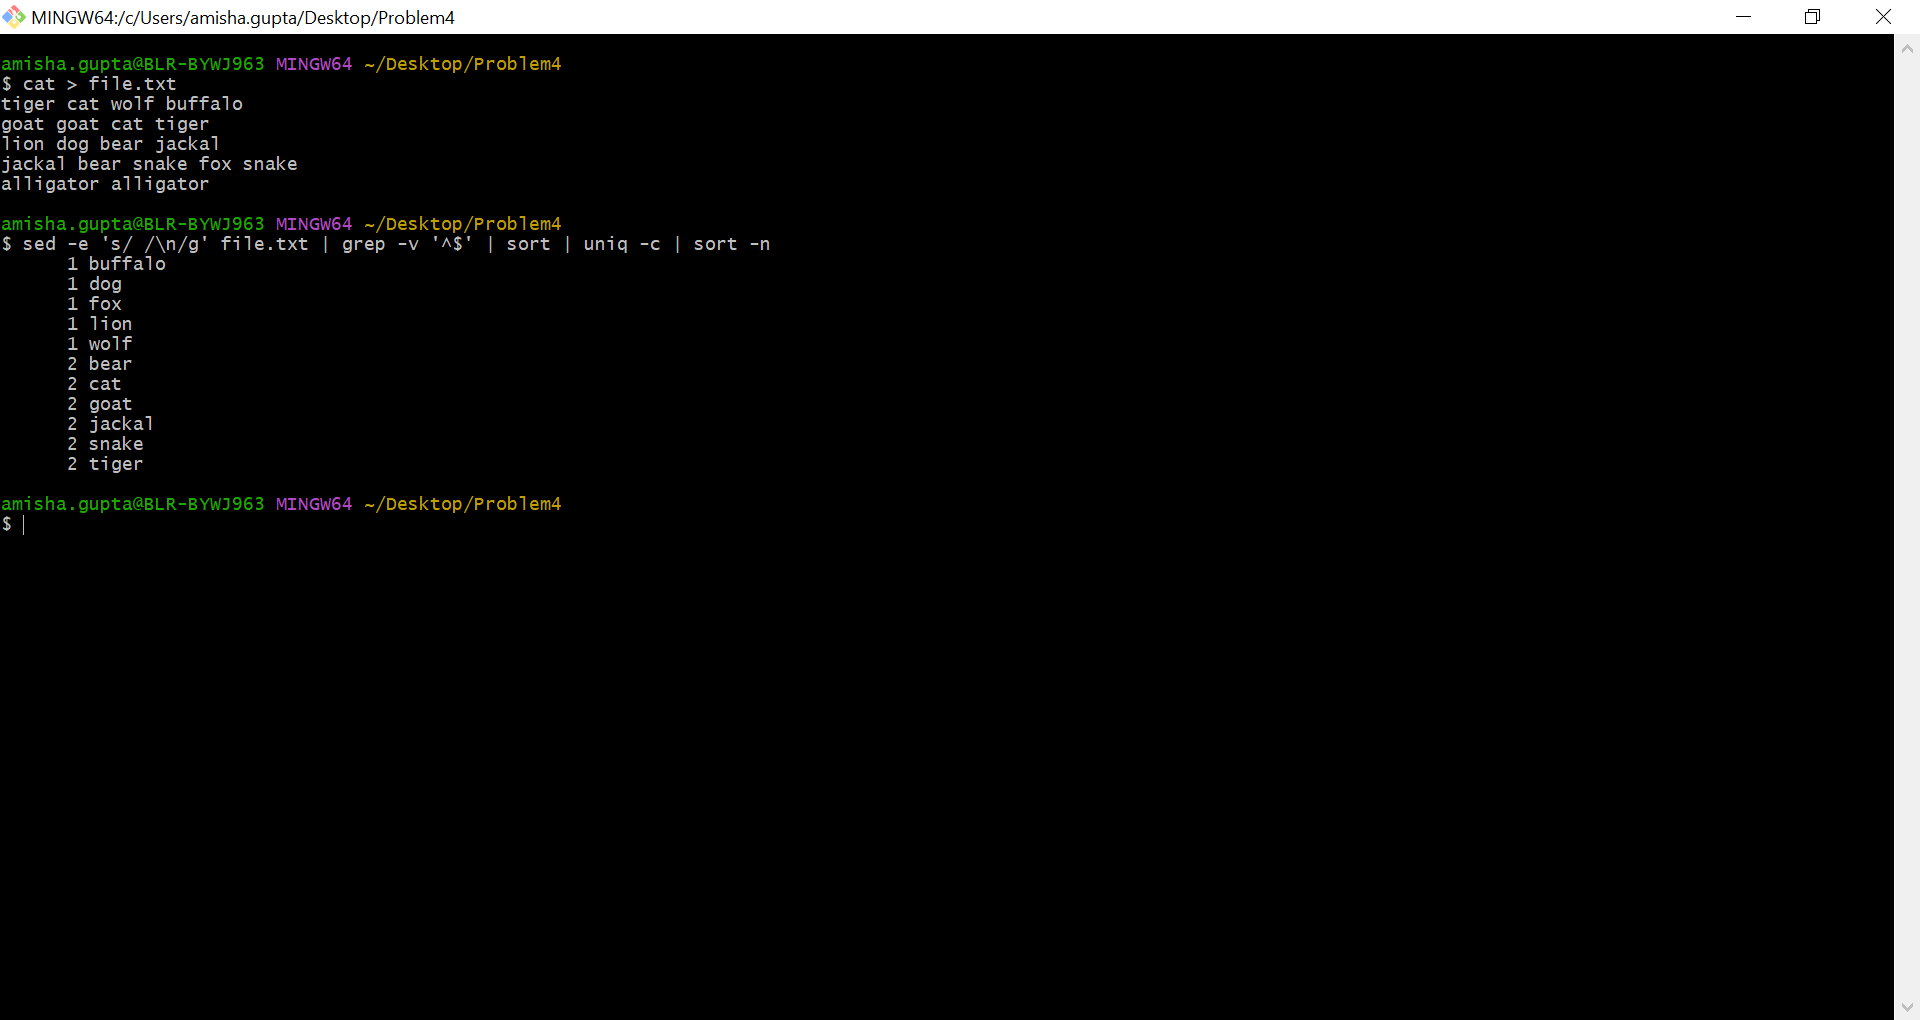 MINGW64:/c/Users/amisha.gupta/Desktop/Problem4
amisha.gupta@BLR-BYWJ963 MINGW64 ~/Desktop/Problem4
$ cat > file.txt
tiger cat wolf buffalo
goat goat cat tiger
lion dog bear jackal
jackal bear snake fox snake
alligator alligator
amisha.gupta@BLR-BYWJ963 MINGW64 ~/Desktop/Problem4
$ sed -e 's/ /\n/g' file.txt | grep -v '^$' | sort | uniq -c | sort -n
      1 buffalo
      1 dog
      1 fox
      1 lion
      1 wolf
      2 bear
      2 cat
      2 goat
      2 jackal
      2 snake
      2 tiger
amisha.gupta@BLR-BYWJ963 MINGW64 ~/Desktop/Problem4
$